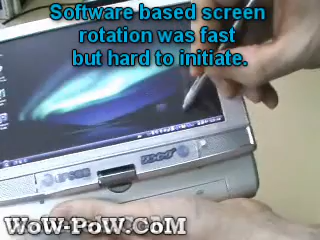 Software based screen
rotation was fast
but hard to initiate.
WoW-PoW.CoM